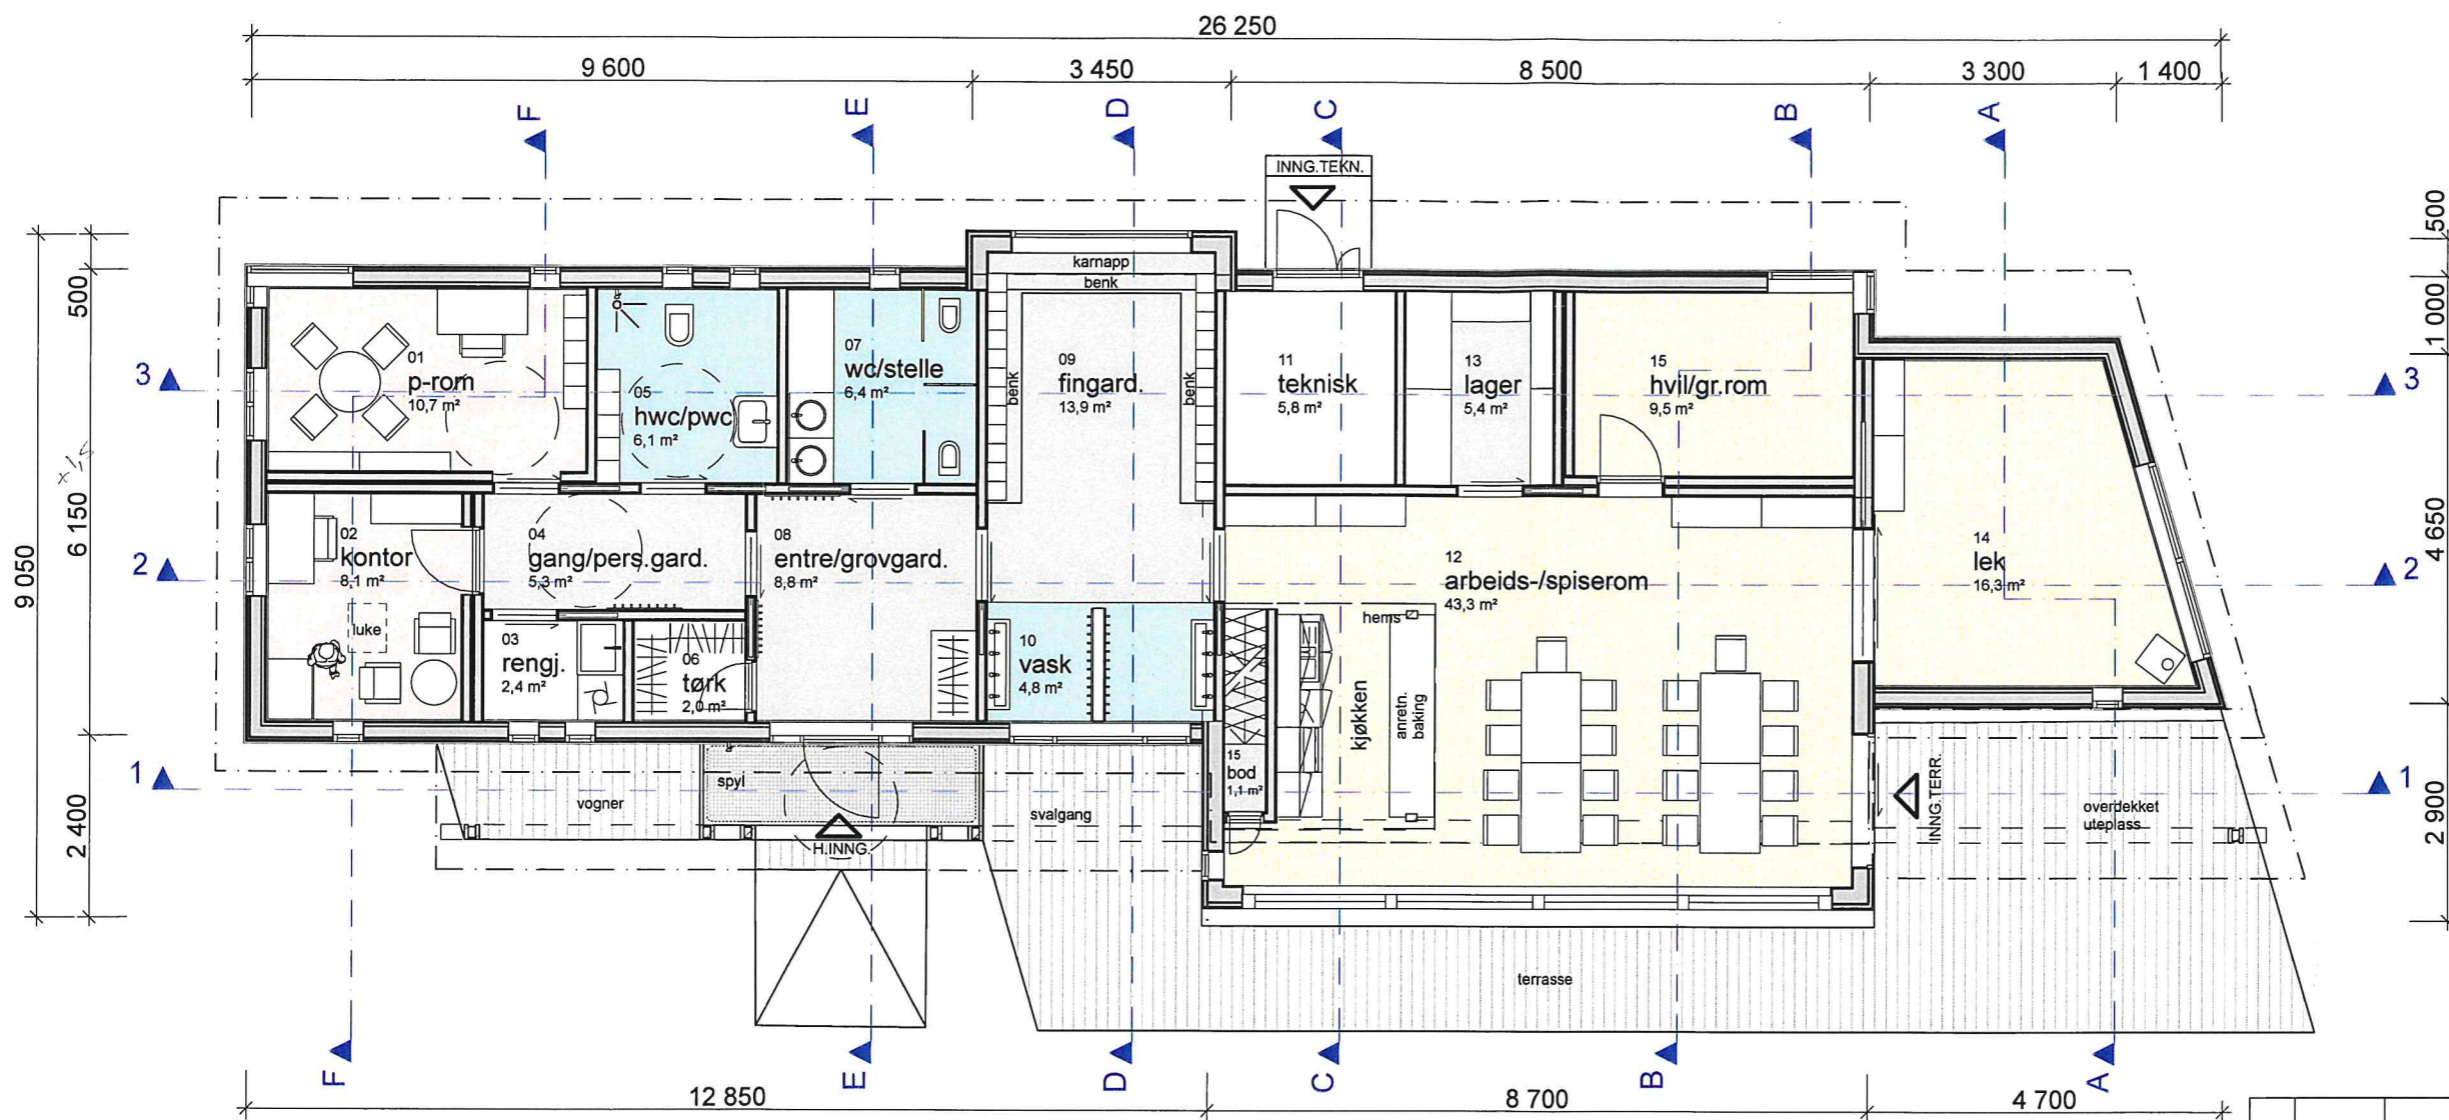 26 250
9 600
3 450
8 500
3 300
1 400
F
E
D
C
B
A
INNG.TEKN.
500
1 000
4 650
2 900
9 050
500
6 150
2 400
3
3
2
2
1
1
karnapp
benk
benk
benk
01
p-rom
10,7 m²
05
hwc/pwc
6,1 m²
07
wc/stelle
6,4 m²
09
fingard.
13,9 m²
11
teknisk
5,8 m²
13
lager
5,4 m²
15
hvil/gr.rom
9,5 m²
02
kontor
8,1 m²
luke
04
gang/pers.gard.
5,3 m²
08
entre/grovgard.
8,8 m²
12
arbeids-/spiserom
43,3 m²
14
lek
16,3 m²
03
rengj.
2,4 m²
06
tørk
2,0 m²
10
vask
4,8 m²
hems
kjøkken
anretn.
baking
15
bod
1,1 m²
spyl
vogner
svalgang
H.INNG.
INNG.TERR.
overdekket
uteplass
terrasse
F
E
D
C
B
A
12 850
8 700
4 700